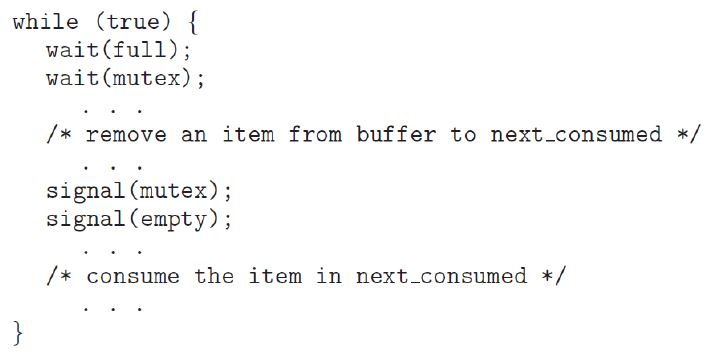 while (true) {
wait(full);
wait(mutex);
. . .
/* remove an item from buffer to next_consumed */
. . .
signal(mutex);
signal(empty);
. . .
/* consume the item in next_consumed */
. . .
}